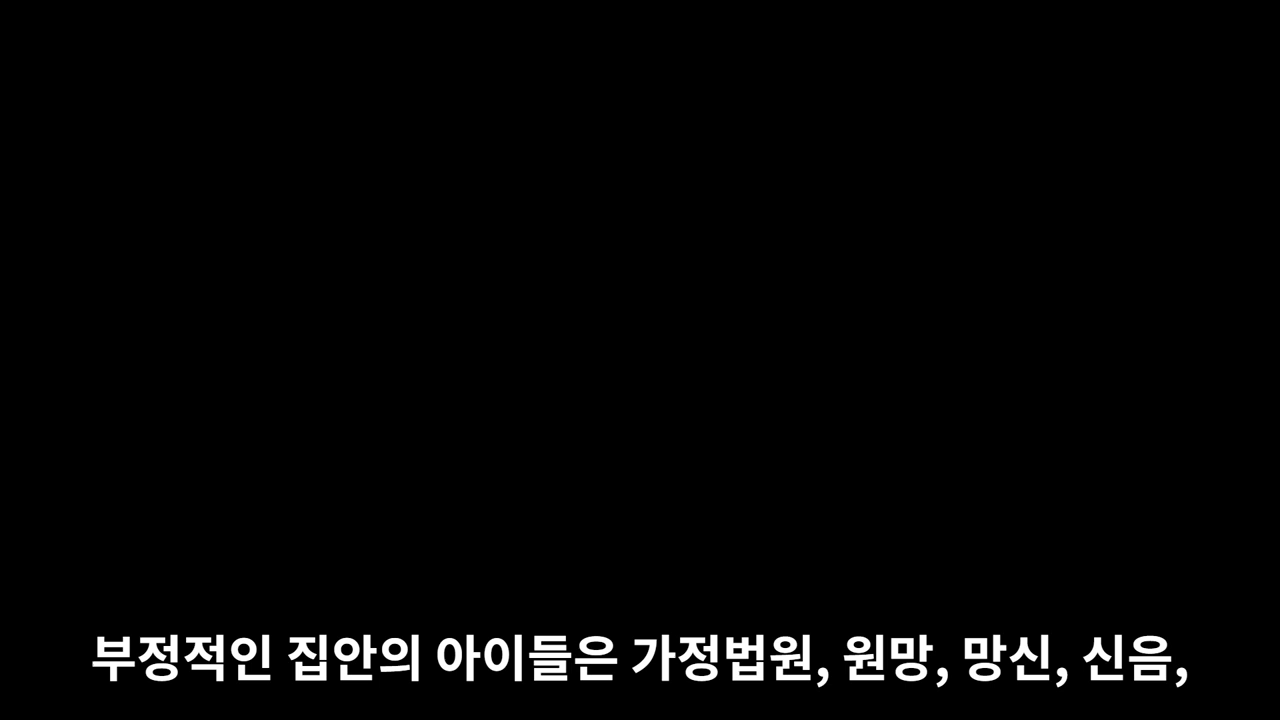 부정적인 집안의 아이들은 가정법원, 원망, 망신, 신음,